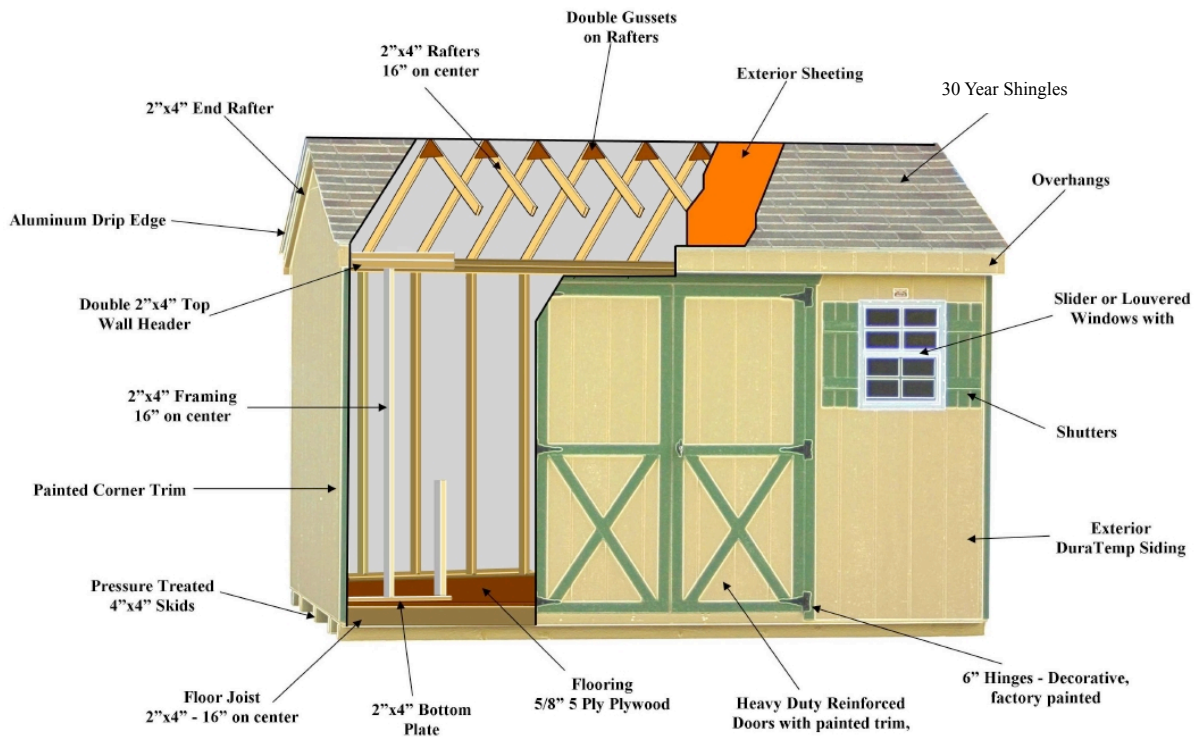 Double Gussets
on Rafters
2”x4” Rafters
16” on center
Exterior Sheeting
30 Year Shingles
2”x4” End Rafter
Overhangs
Aluminum Drip Edge
Double 2”x4” Top
Wall Header
Slider or Louvered
Windows with
2”x4” Framing
16” on center
Shutters
Painted Corner Trim
Exterior
DuraTemp Siding
Pressure Treated
4”x4” Skids
Floor Joist
2”x4” - 16” on center
2”x4” Bottom
Plate
Flooring
5/8” 5 Ply Plywood
Heavy Duty Reinforced
Doors with painted trim,
6” Hinges - Decorative,
factory painted